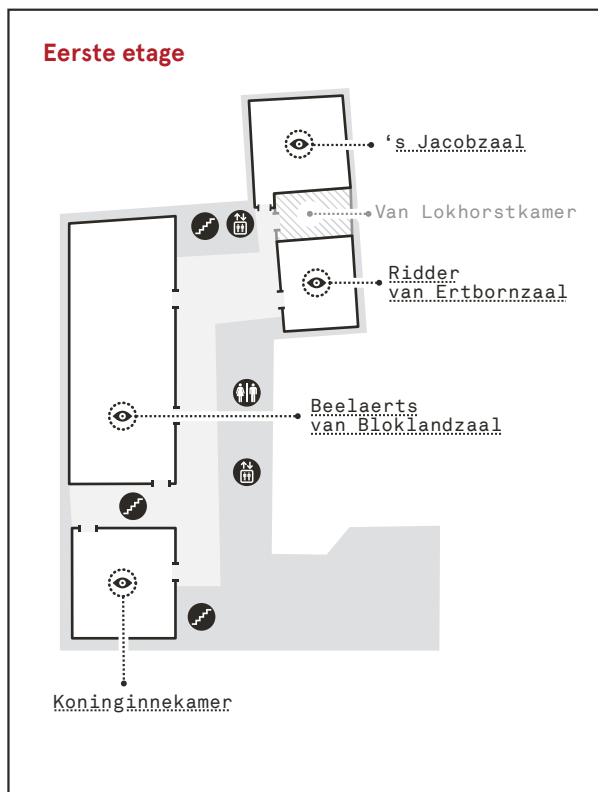 Eerste etage
‘s Jacobzaal
Van Lokhorstkamer
Ridder
van Ertbornzaal
Beelaerts
van Bloklandzaal
Koninginnekamer